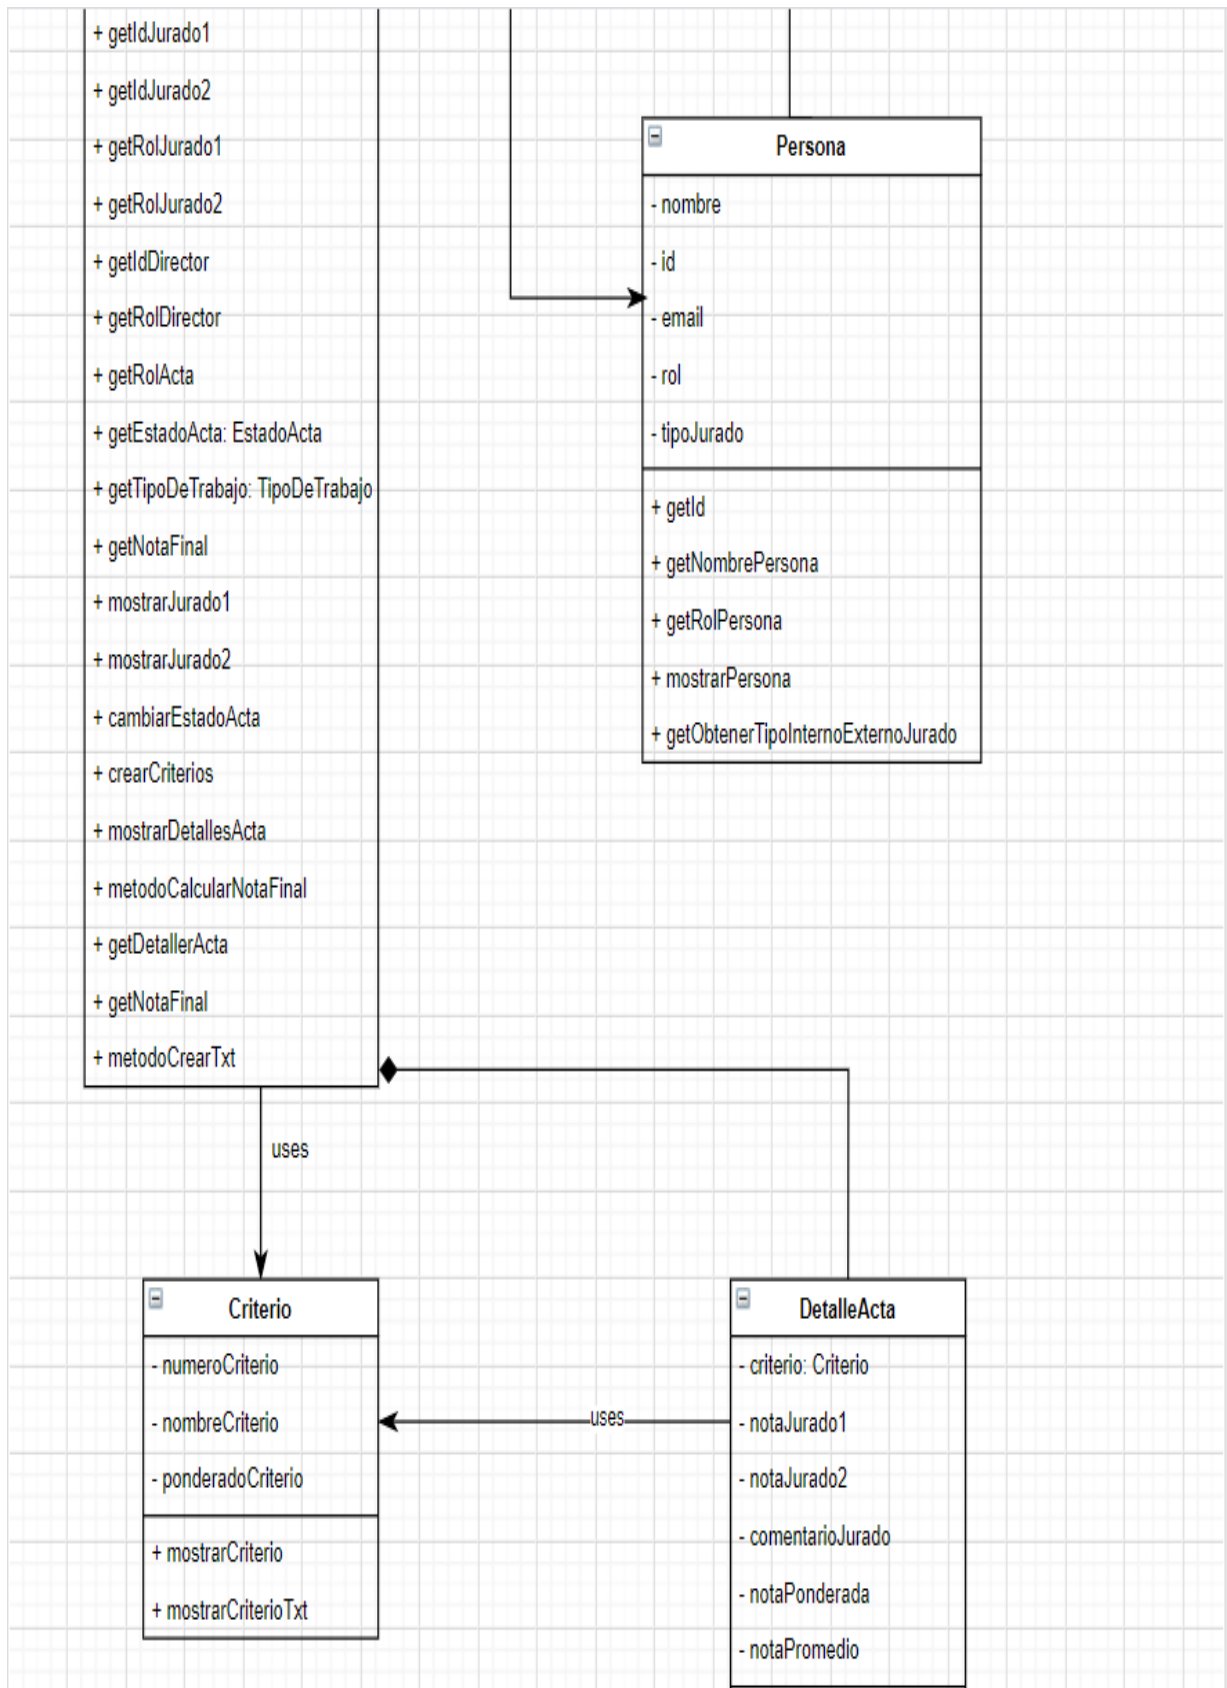 + getIdJurado1
+ getIdJurado2
+ getRolJurado1
+ getRolJurado2
+ getIdDirector
+ getRolDirector
+ getRolActa
+ getEstadoActa: EstadoActa
+ getTipoDeTrabajo: TipoDeTrabajo
+ getNotaFinal
+ mostrarJurado1
+ mostrarJurado2
+ cambiarEstadoActa
+ crearCriterios
+ mostrarDetallesActa
+ metodoCalcularNotaFinal
+ getDetallerActa
+ getNotaFinal
+ metodoCrearTxt
Persona
- nombre
- id
- email
- rol
- tipoJurado
+ getId
+ getNombrePersona
+ getRolPersona
+ mostrarPersona
+ getObtenerTipoInternoExternoJurado
uses
Criterio
- numeroCriterio
- nombreCriterio
- ponderadoCriterio
+ mostrarCriterio
+ mostrarCriterioTxt
uses
DetalleActa
- criterio: Criterio
- notaJurado1
- notaJurado2
- comentarioJurado
- notaPonderada
- notaPromedio